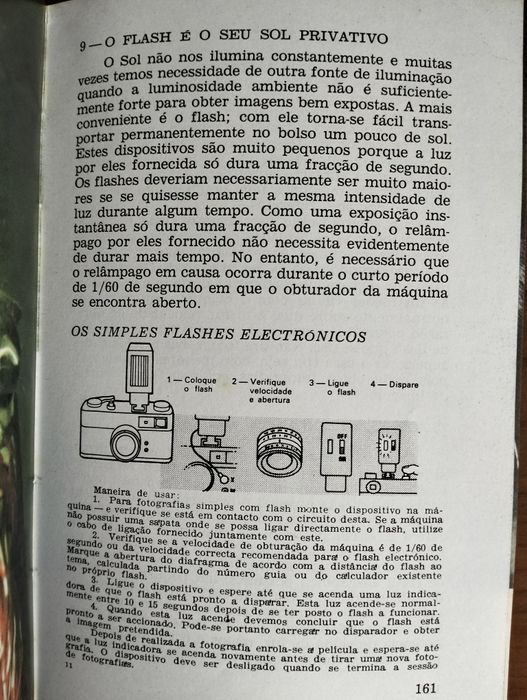 9 — O FLASH É O SEU SOL PRIVATIVO
O Sol não nos ilumina constantemente e muitas
vezes temos necessidade de outra fonte de iluminação
quando a luminosidade ambiente não é suficiente-
mente forte para obter imagens bem expostas. A mais
conveniente é o flash; com ele torna-se fácil trans-
portar permanentemente no bolso um pouco de sol.
Estes dispositivos são muito pequenos porque a luz
por eles fornecida só dura uma fracção de segundo.
Os flashes deveriam necessariamente ser muito maio-
res se se quisesse manter a mesma intensidade de
luz durante algum tempo. Como uma exposição ins-
tantânea só dura uma fracção de segundo, o relâm-
pago por eles fornecido não necessita evidentemente
de durar mais tempo. No entanto, é necessário que
o relâmpago em causa ocorra durante o curto período
de 1/60 de segundo em que o obturador da máquina
se encontra aberto.
OS SIMPLES FLASHES ELECTRÓNICOS
1 — Coloque
o flash
2 — Verifique
velocidade
e abertura
3 — Ligue
o flash
4 — Dispare
X
OFF
ON
Maneira de usar:
1. Para fotografias simples com flash monte o dispositivo na má-
quina — e verifique se está em contacto com o circuito desta. Se a máquina
não possuir uma sapata onde se possa ligar directamente o flash, utilize
o cabo de ligação fornecido juntamente com este.
2. Verifique se a velocidade de obturação da máquina é de 1/60 de
segundo ou da velocidade correcta recomendada para o flash electrónico.
Marque a abertura do diafragma de acordo com a distância do flash ao
tema, calculada partindo do número guia ou do calculador existente
no próprio flash.
3. Ligue o dispositivo e espere até que se acenda uma luz indica-
dora de que o flash está pronto a disparar. Esta luz acende-se normal-
mente entre 10 e 15 segundos depois de se ter posto o flash a funcionar.
4. Quando esta luz acende devemos concluir que o flash está
pronto a ser accionado. Pode-se portanto carregar no disparador e obter
a imagem pretendida.
Depois de realizada a fotografia enrola-se a película e espera-se até
que a luz indicadora se acenda novamente antes de tirar uma nova foto-
grafia. O dispositivo deve ser desligado quando se termina a sessão
de fotografias.
11
161